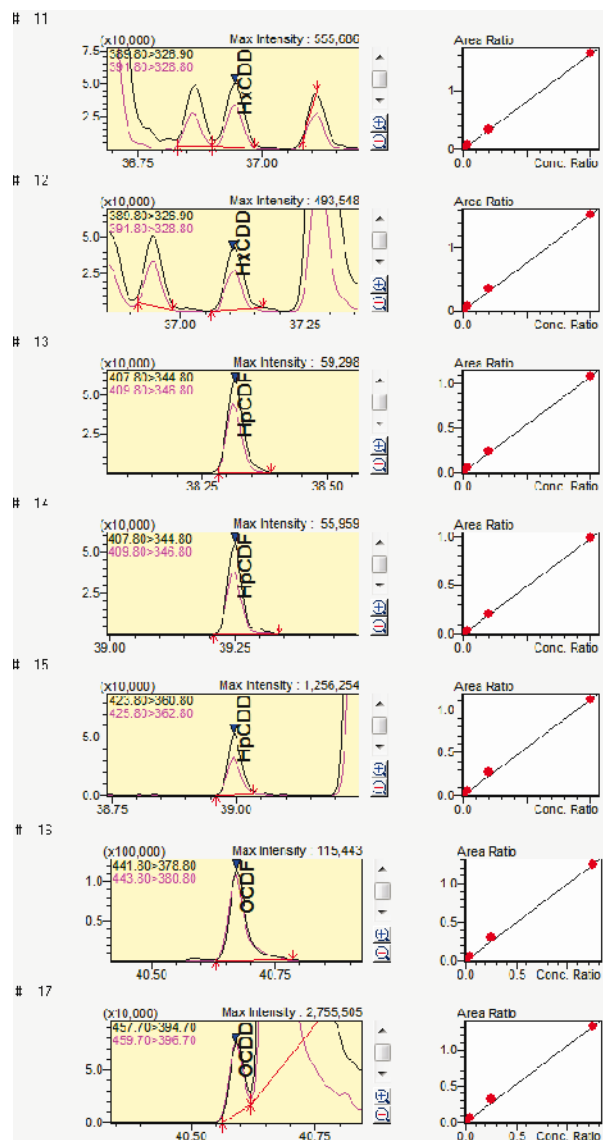 # 11
(x10,000) Max Intensity : 555,686 Area Ratio
7.5
389.80>326.90
391.80>328.80
5.0
2.5
HxCDD
36.75 37.00
1
0
0.0 Conc. Ratio
# 12
(x10,000) Max Intensity : 493,548 Area Ratio
389.80>326.90
391.80>328.80
5.0
2.5
HxCDD
37.00 37.25
1
0
0.0 Conc. Ratio
# 13
(x10,000) Max Intensity : 59,298 Area Ratio
407.80>344.80
409.80>346.80
5.0
2.5
HpCDF
38.25 38.50
1.0
0.5
0.0
0.0 Conc. Ratio
# 14
(x10,000) Max Intensity : 55,959 Area Ratio
407.80>344.80
409.80>346.80
5.0
2.5
HpCDF
39.00 39.25
1.0
0.5
0.0
0.0 Conc. Ratio
# 15
(x10,000) Max Intensity : 1,256,254 Area Ratio
423.80>360.80
425.80>362.80
5.0
0.0
HpCDD
38.75 39.00
1.0
0.5
0.0
0.0 Conc. Ratio
# 16
(x100,000) Max Intensity : 115,443 Area Ratio
441.80>378.80
443.80>380.80
1.0
0.5
OCDF
40.50 40.75
1.0
0.5
0.0
0.0 0.5 Conc. Ratio
# 17
(x10,000) Max Intensity : 2,755,505 Area Ratio
457.70>394.70
459.70>396.70
5.0
0.0
OCDD
40.50 40.75
1.0
0.5
0.0
0.0 0.5 Conc. Ratio